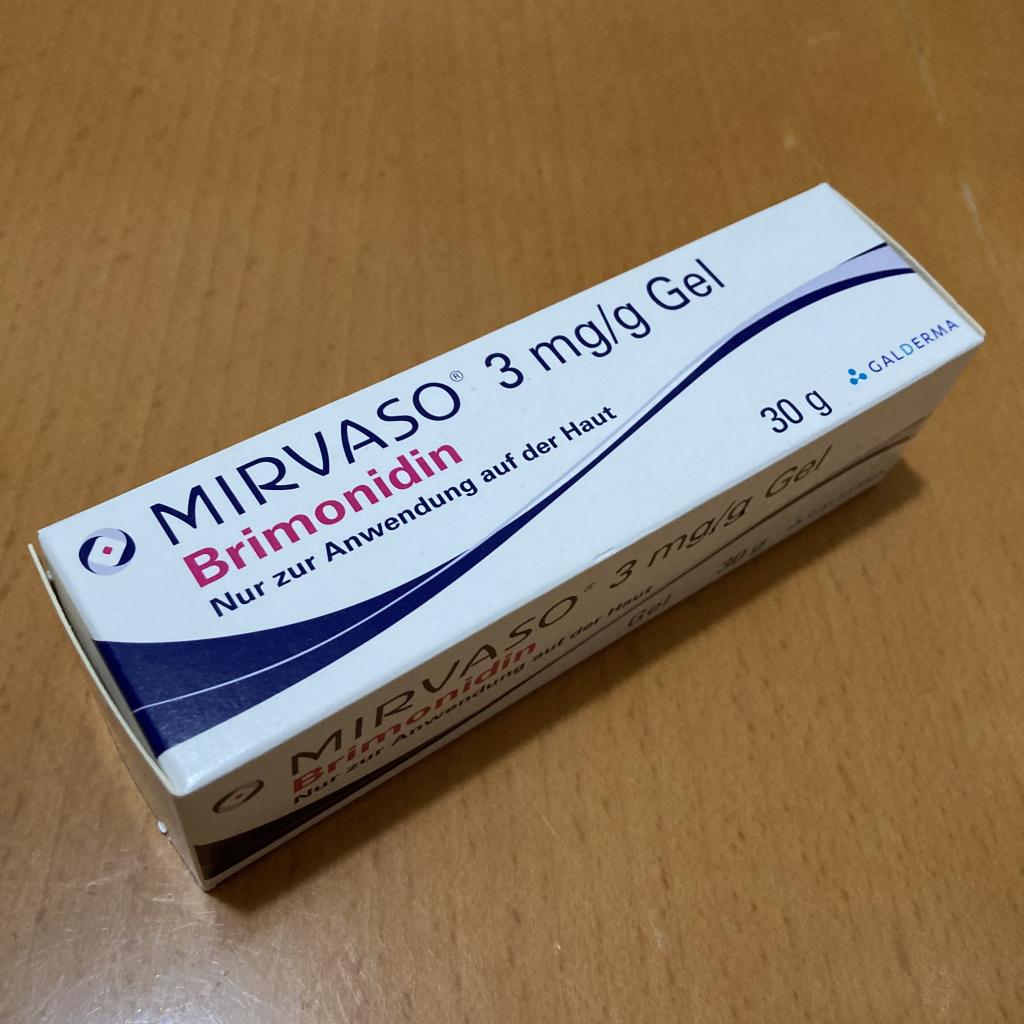 MIRVASO® 3 mg/g Gel
Brimonidin
Nur zur Anwendung auf der Haut
30 g
GALDERMA
MIRVASO® 3 mg/g Gel
Brimonidin
Nur zur Anwendung auf der Haut
Gel
30 g